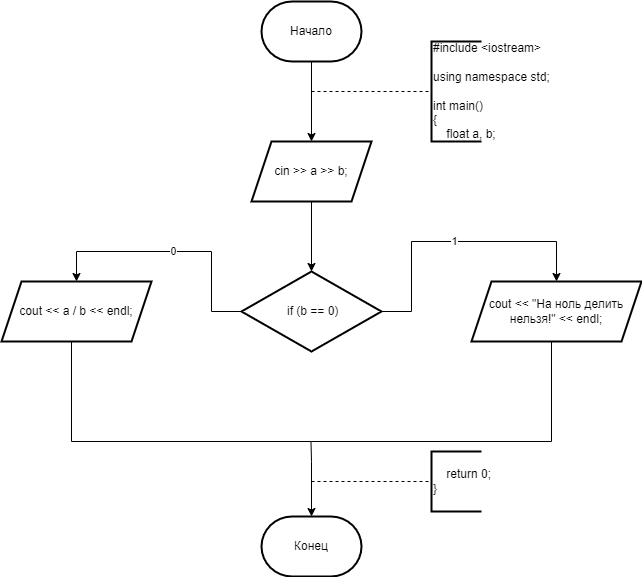 Начало
#include <iostream>
using namespace std;
int main()
{
float a, b;
cin >> a >> b;
0
1
cout << a / b << endl;
if (b == 0)
cout << "На ноль делить
нельзя!" << endl;
return 0;
}
Конец